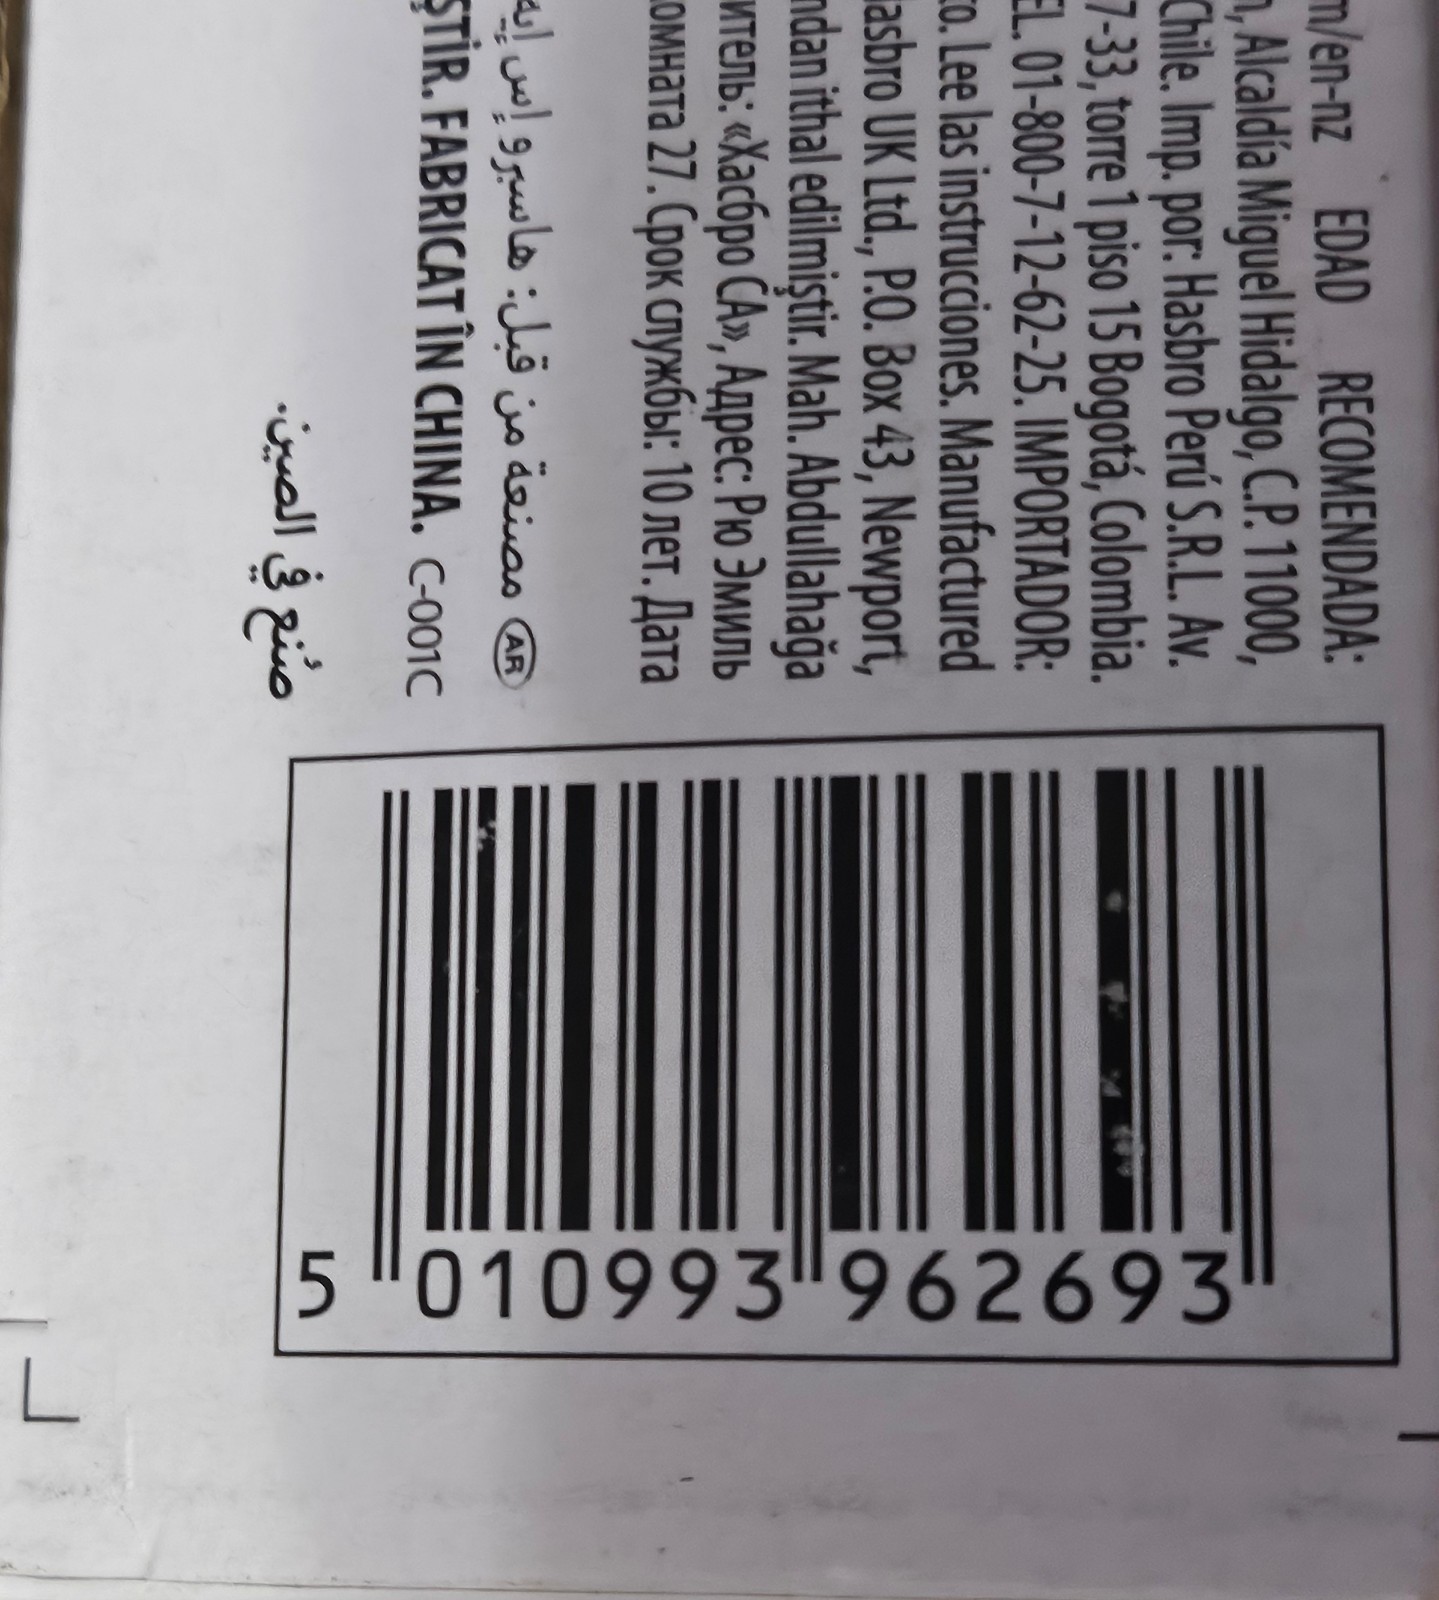 m/en-nz EDAD RECOMENDADA:
, Alcaldía Miguel Hidalgo, C.P. 11000,
Chile. Imp. por: Hasbro Perú S.R.L. Av.
7-33, torre 1 piso 15 Bogotá, Colombia.
EL. 01-800-7-12-62-25. IMPORTADOR:
to. Lee las instrucciones. Manufactured
Hasbro UK Ltd., P.O. Box 43, Newport,
ndan ithal edilmiştir. Mah. Abdullahağa
итель: «Хасбро СА», Адрес: Рю Эмиль
омната 27. Срок службы: 10 лет. Дата
AR مصنعة من قبل: هاسبرو إس إيه
ŞTİR. FABRICAT ÎN CHINA. C-001C
صُنع في الصين.
5 010993 962693